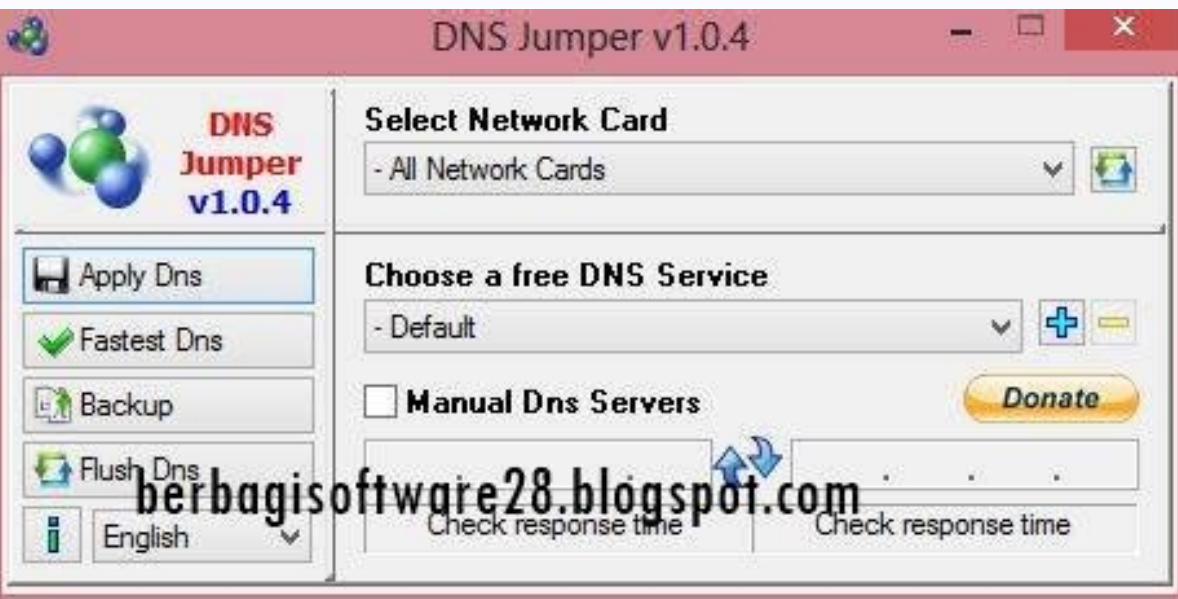 DNS Jumper v1.0.4
DNS
Jumper
v1.0.4
Select Network Card
- All Network Cards
Apply Dns
Fastest Dns
Backup
Flush Dns
English
Choose a free DNS Service
- Default
Manual Dns Servers
Donate
berbagisoftware28.blogspot.com
Check response time
Check response time